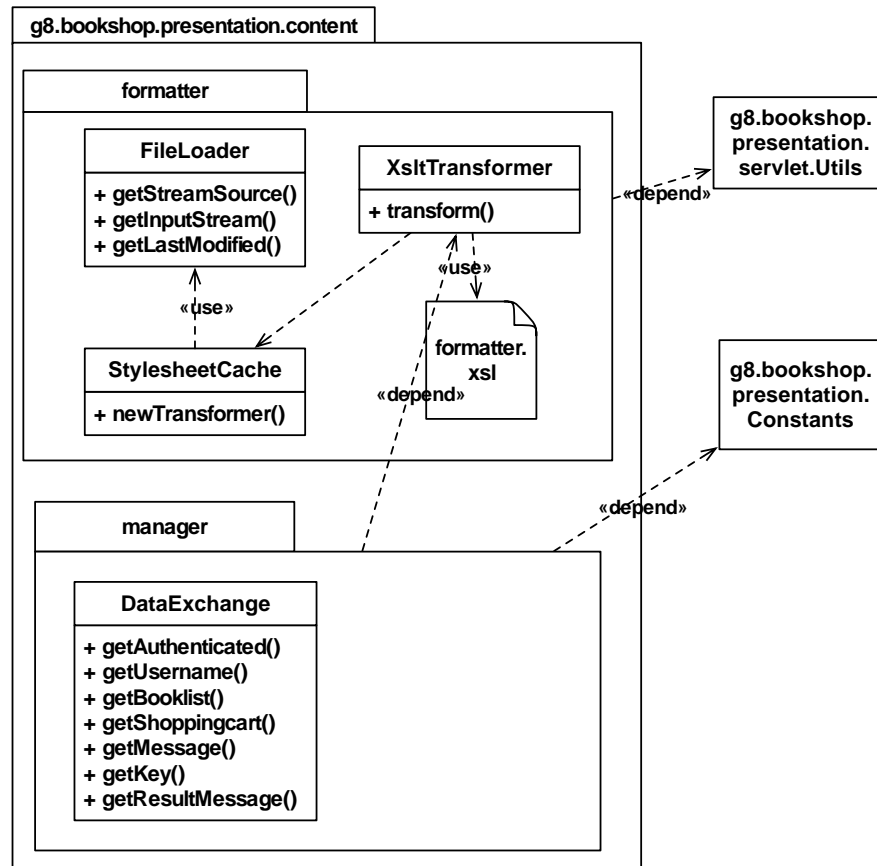 g8.bookshop.presentation.content
formatter
FileLoader
+ getStreamSource()
+ getInputStream()
+ getLastModified()
XsltTransformer
+ transform()
g8.bookshop.
presentation.
servlet.Utils
«depend»
«use»
«use»
formatter.
xsl
StylesheetCache
+ newTransformer()
«depend»
g8.bookshop.
presentation.
Constants
«depend»
manager
DataExchange
+ getAuthenticated()
+ getUsername()
+ getBooklist()
+ getShoppingcart()
+ getMessage()
+ getKey()
+ getResultMessage()